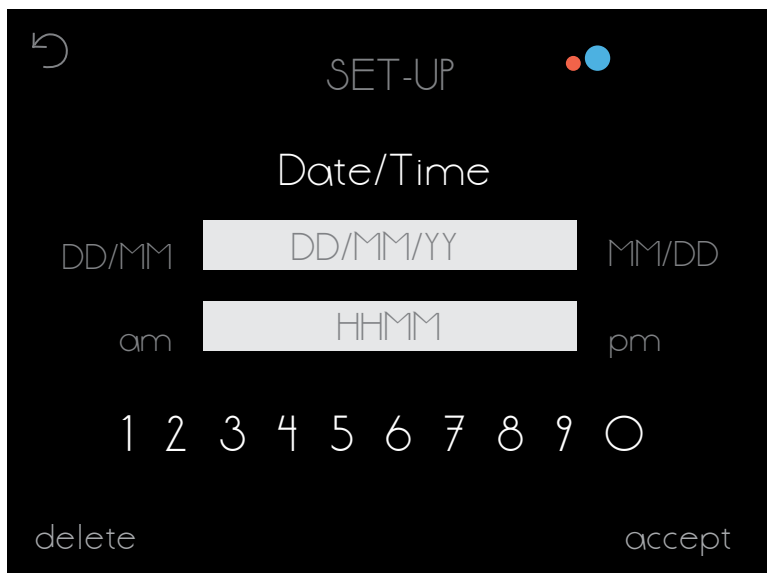 SET-UP
Date/Time
DD/MM DD/MM/YY MM/DD
am HHMM pm
1 2 3 4 5 6 7 8 9 0
delete accept